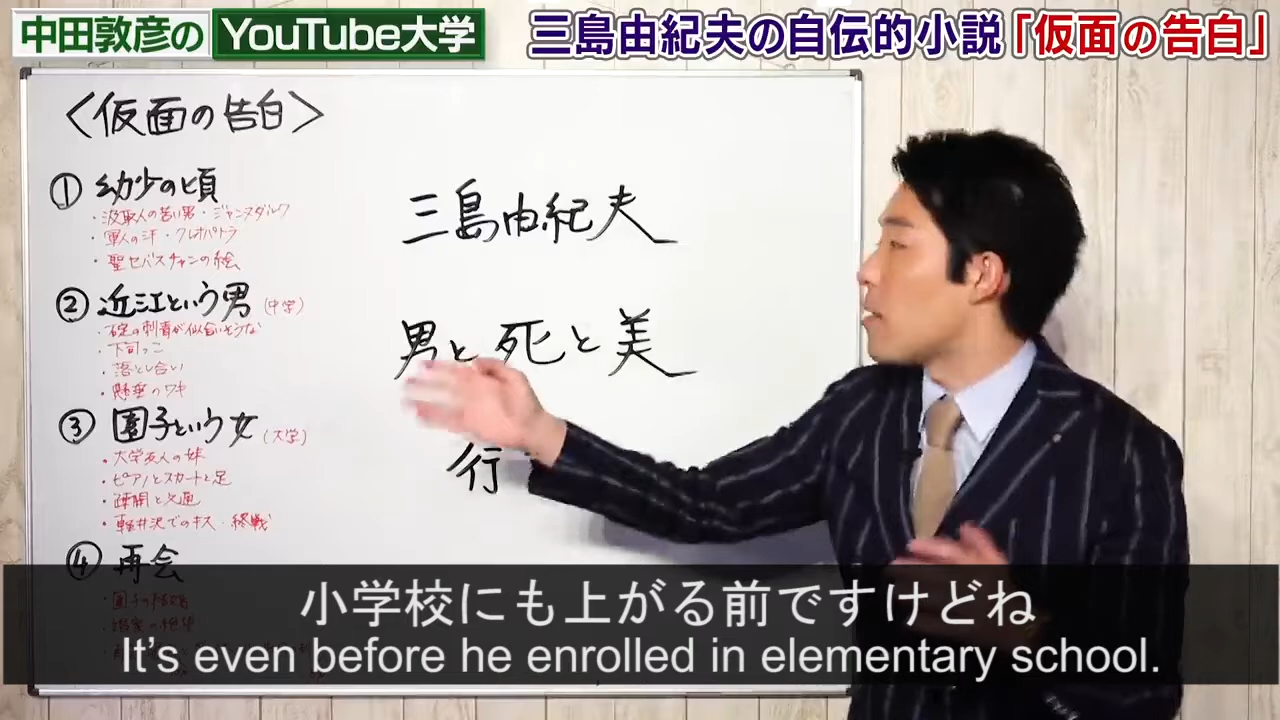 中田敦彦の YouTube大学
三島由紀夫の自伝的小説「仮面の告白」
〈仮面の告白〉
① 幼少の頃
・汲取人の若い男・ジャンヌダルク
・軍人の汗・クレオパトラ
・聖セバスチャンの絵
② 近江という男 (中学)
・碇の刺青が似合いそうな
・下司っこ
・落とし合い
・懸垂のワキ
③ 園子という女 (大学)
・大学友人の妹
・ピアノとスカートと足
・疎開と文通
・軽井沢でのキス・終戦
④ 再会
・園子の結婚
三島由紀夫
男と死と美
行
小学校にも上がる前ですけどね
It's even before he enrolled in elementary school.